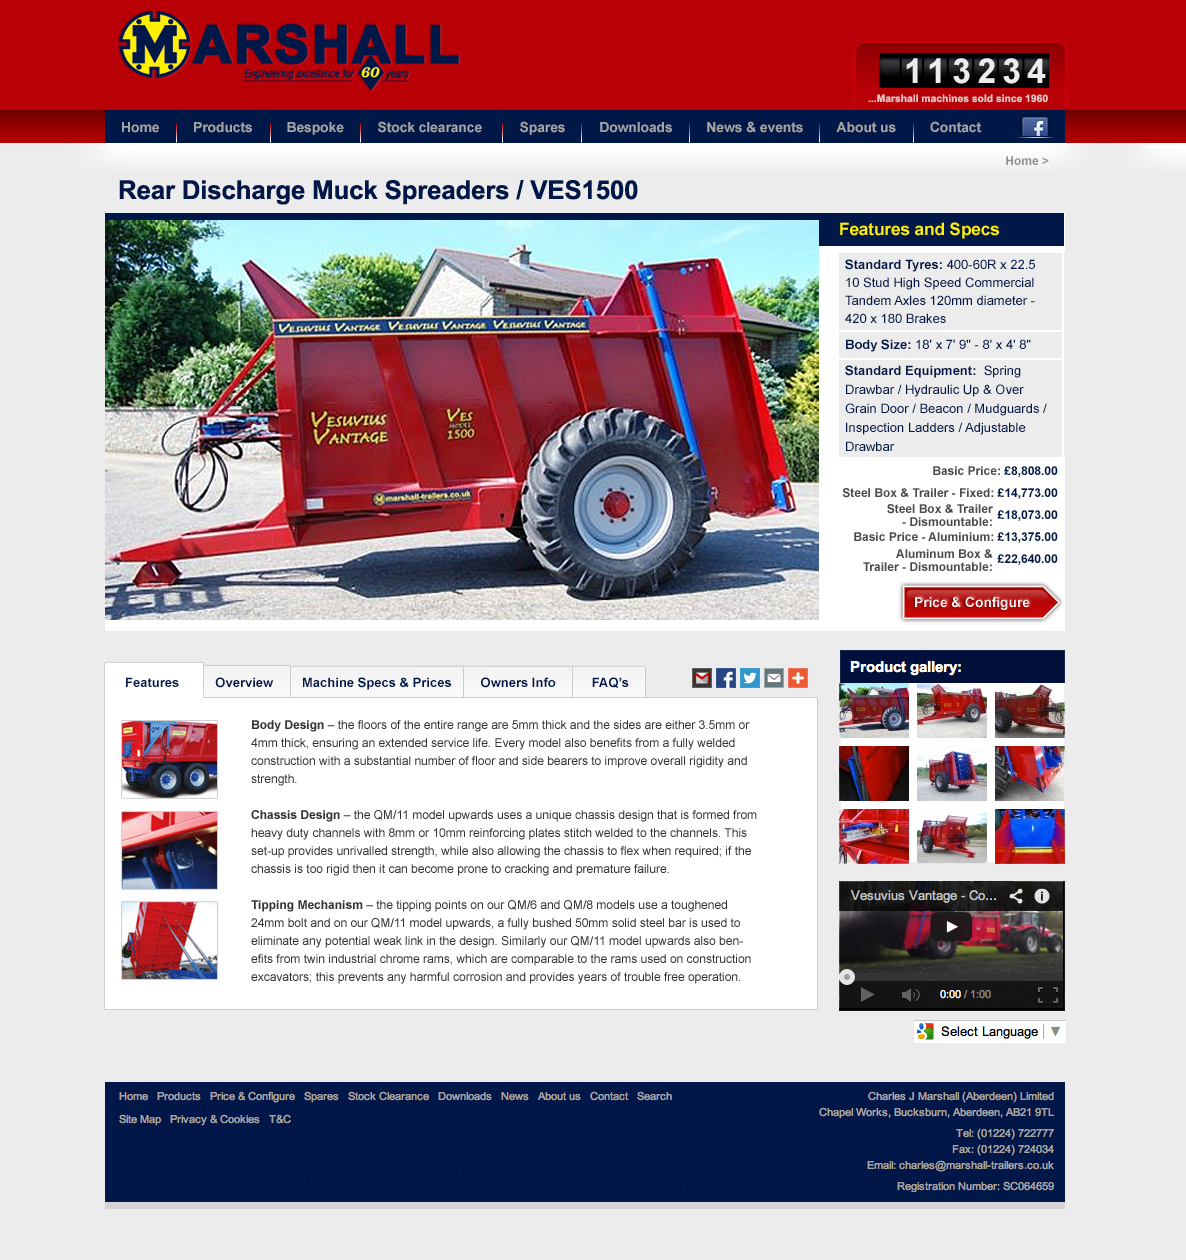 MARSHALL
Engineering excellence for 60 years
113234
...Marshall machines sold since 1960
Home Products Bespoke Stock clearance Spares Downloads News & events About us Contact
Home >
Rear Discharge Muck Spreaders / VES1500
VESUVIUS VANTAGE VESUVIUS VANTAGE VESUVIUS VANTAGE
VESUVIUS
VANTAGE
VES
MODEL
1500
marshall-trailers.co.uk
Features and Specs
Standard Tyres: 400-60R x 22.5
10 Stud High Speed Commercial
Tandem Axles 120mm diameter -
420 x 180 Brakes
Body Size: 18' x 7' 9" - 8' x 4' 8"
Standard Equipment: Spring
Drawbar / Hydraulic Up & Over
Grain Door / Beacon / Mudguards /
Inspection Ladders / Adjustable
Drawbar
Basic Price: £8,808.00
Steel Box & Trailer - Fixed: £14,773.00
Steel Box & Trailer
- Dismountable: £18,073.00
Basic Price - Aluminium: £13,375.00
Aluminum Box &
Trailer - Dismountable: £22,640.00
Price & Configure
Features Overview Machine Specs & Prices Owners Info FAQ's
Body Design – the floors of the entire range are 5mm thick and the sides are either 3.5mm or
4mm thick, ensuring an extended service life. Every model also benefits from a fully welded
construction with a substantial number of floor and side bearers to improve overall rigidity and
strength.
Chassis Design – the QM/11 model upwards uses a unique chassis design that is formed from
heavy duty channels with 8mm or 10mm reinforcing plates stitch welded to the channels. This
set-up provides unrivalled strength, while also allowing the chassis to flex when required; if the
chassis is too rigid then it can become prone to cracking and premature failure.
Tipping Mechanism – the tipping points on our QM/6 and QM/8 models use a toughened
24mm bolt and on our QM/11 model upwards, a fully bushed 50mm solid steel bar is used to
eliminate any potential weak link in the design. Similarly our QM/11 model upwards also ben-
efits from twin industrial chrome rams, which are comparable to the rams used on construction
excavators; this prevents any harmful corrosion and provides years of trouble free operation.
Product gallery:
Vesuvius Vantage - Co...
0:00 / 1:00
Select Language
Home Products Price & Configure Spares Stock Clearance Downloads News About us Contact Search
Site Map Privacy & Cookies T&C
Charles J Marshall (Aberdeen) Limited
Chapel Works, Bucksburn, Aberdeen, AB21 9TL
Tel: (01224) 722777
Fax: (01224) 724034
Email: charles@marshall-trailers.co.uk
Registration Number: SC064659